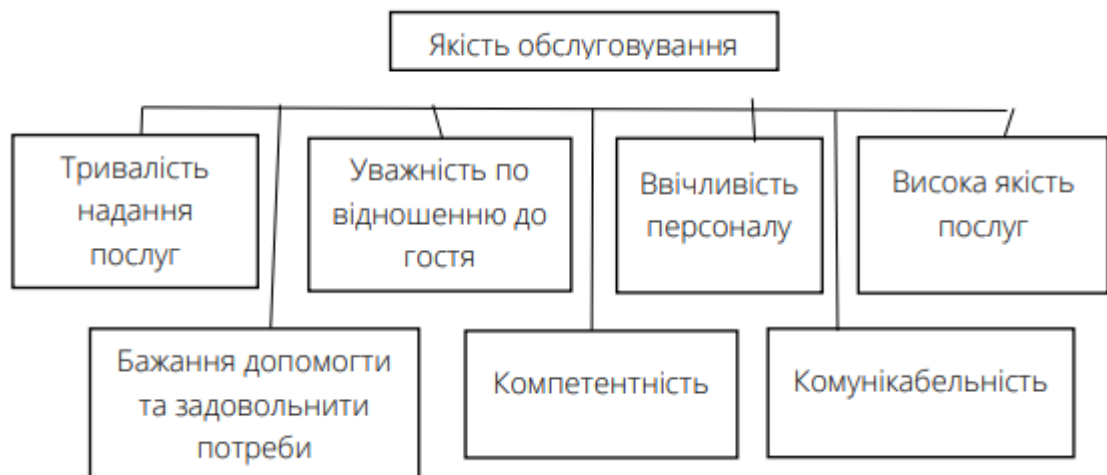 Якість обслуговування
Тривалість
надання
послуг
Уважність по
відношенню до
гостя
Ввічливість
персоналу
Висока якість
послуг
Бажання допомогти
та задовольнити
потреби
Компетентність
Комунікабельність